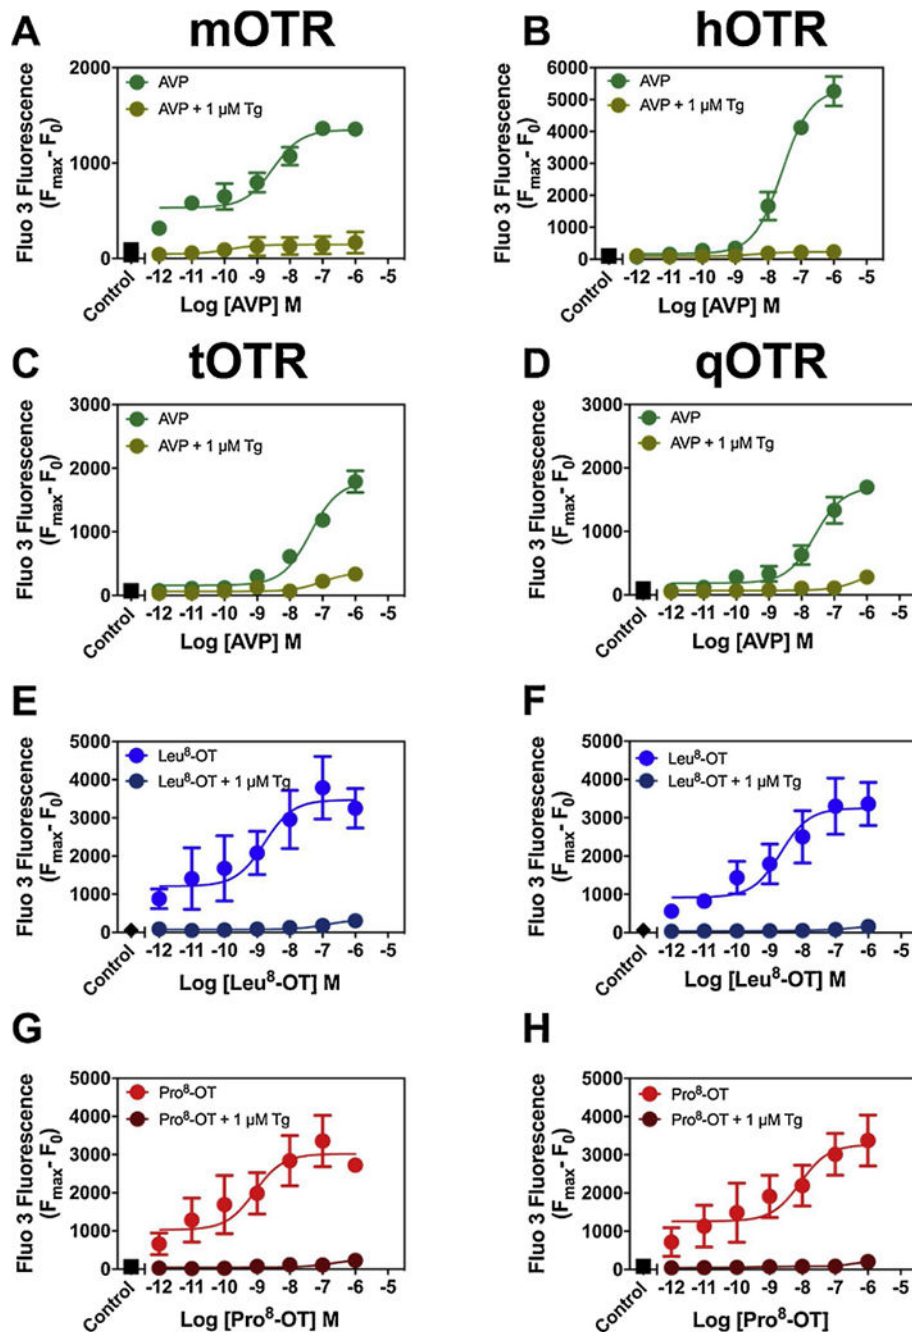 A mOTR
Fluo 3 Fluorescence
(Fmax- F0)
2000
1000
0
AVP
AVP + 1 µM Tg
Control
-12 -11 -10 -9 -8 -7 -6 -5
Log [AVP] M
B hOTR
Fluo 3 Fluorescence
(Fmax- F0)
6000
5000
4000
3000
2000
1000
0
AVP
AVP + 1 µM Tg
Control
-12 -11 -10 -9 -8 -7 -6 -5
Log [AVP] M
C tOTR
Fluo 3 Fluorescence
(Fmax- F0)
3000
2000
1000
0
AVP
AVP + 1 µM Tg
Control
-12 -11 -10 -9 -8 -7 -6 -5
Log [AVP] M
D qOTR
Fluo 3 Fluorescence
(Fmax- F0)
3000
2000
1000
0
AVP
AVP + 1 µM Tg
Control
-12 -11 -10 -9 -8 -7 -6 -5
Log [AVP] M
E
Fluo 3 Fluorescence
(Fmax- F0)
5000
4000
3000
2000
1000
0
Leu⁸-OT
Leu⁸-OT + 1 µM Tg
Control
-12 -11 -10 -9 -8 -7 -6 -5
Log [Leu⁸-OT] M
F
Fluo 3 Fluorescence
(Fmax- F0)
5000
4000
3000
2000
1000
0
Leu⁸-OT
Leu⁸-OT + 1 µM Tg
Control
-12 -11 -10 -9 -8 -7 -6 -5
Log [Leu⁸-OT] M
G
Fluo 3 Fluorescence
(Fmax- F0)
5000
4000
3000
2000
1000
0
Pro⁸-OT
Pro⁸-OT + 1 µM Tg
Control
-12 -11 -10 -9 -8 -7 -6 -5
Log [Pro⁸-OT] M
H
Fluo 3 Fluorescence
(Fmax- F0)
5000
4000
3000
2000
1000
0
Pro⁸-OT
Pro⁸-OT + 1 µM Tg
Control
-12 -11 -10 -9 -8 -7 -6 -5
Log [Pro⁸-OT]